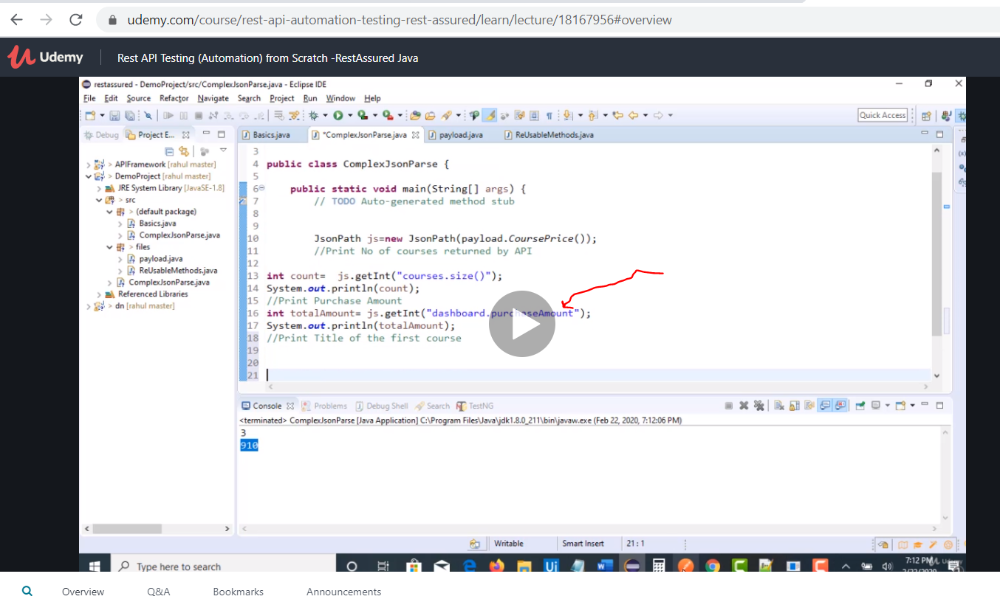 udemy.com/course/rest-api-automation-testing-rest-assured/learn/lecture/18167956#overview
Udemy
Rest API Testing (Automation) from Scratch -RestAssured Java
restassured - DemoProject/src/ComplexJsonParse.java - Eclipse IDE
File Edit Source Refactor Navigate Search Project Run Window Help
Quick Access
Debug Project E...
Basics.java *ComplexJsonParse.java payload.java ReUsableMethods.java
> APIFramework [rahul master]
> DemoProject [rahul master]
JRE System Library [JavaSE-1.8]
> src
> (default package)
Basics.java
ComplexJsonParse.java
> files
payload.java
ReUsableMethods.java
ComplexJsonParse.java
Referenced Libraries
> dn [rahul master]
3
4 public class ComplexJsonParse {
5
6 public static void main(String[] args) {
7 // TODO Auto-generated method stub
8
9
10 JsonPath js=new JsonPath(payload.CoursePrice());
11 //Print No of courses returned by API
12
13 int count= js.getInt("courses.size()");
14 System.out.println(count);
15 //Print Purchase Amount
16 int totalAmount= js.getInt("dashboard.purchaseAmount");
17 System.out.println(totalAmount);
18 //Print Title of the first course
19
20
21
Console Problems Debug Shell Search TestNG
<terminated> ComplexJsonParse [Java Application] C:\Program Files\Java\jdk1.8.0_211\bin\javaw.exe (Feb 22, 2020, 7:12:06 PM)
3
910
Writable Smart Insert 21 : 1
Type here to search
7:12 PM
Overview Q&A Bookmarks Announcements